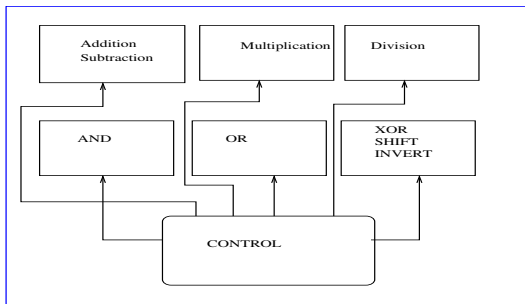 Addition
Subtraction
Multiplication
Division
AND
OR
XOR
SHIFT
INVERT
CONTROL